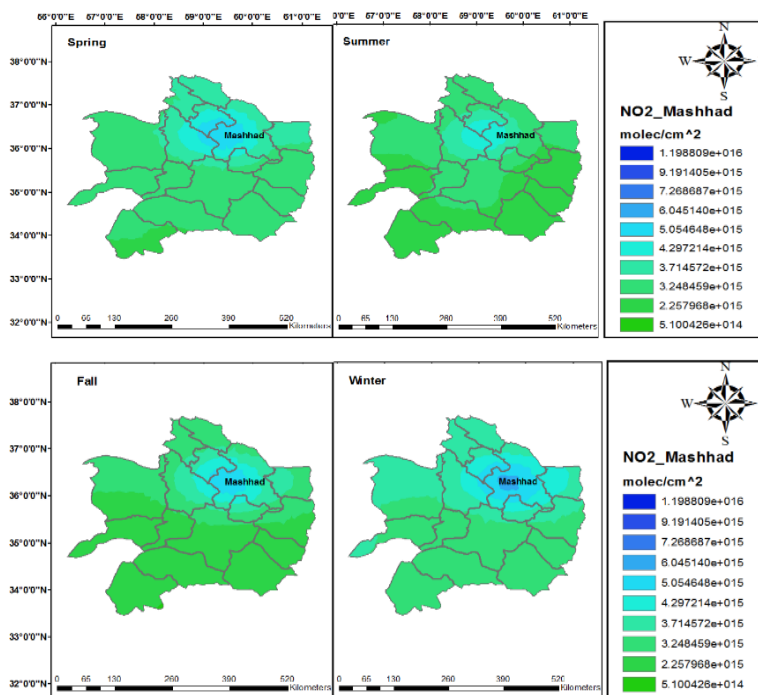 66°0'0"E 67°0'0"E 68°0'0"E 69°0'0"E 60°0'0"E 61°0'0"E
60°0'0"E 67°0'0"E 68°0'0"E 69°0'0"E 60°0'0"E 61°0'0"E
Spring
Summer
38°0'0"N
37°0'0"N
36°0'0"N
35°0'0"N
34°0'0"N
33°0'0"N
32°0'0"N
Mashhad
Mashhad
0 65 130 260 390 520 Kilometers
0 65 130 260 390 520 Kilometers
N
W E
S
NO2_Mashhad
molec/cm^2
1.198809e+016
9.191405e+015
7.268687e+015
6.045140e+015
5.054648e+015
4.297214e+015
3.714572e+015
3.248459e+015
2.257968e+015
5.100426e+014
Fall
Winter
38°0'0"N
37°0'0"N
36°0'0"N
35°0'0"N
34°0'0"N
33°0'0"N
32°0'0"N
Mashhad
Mashhad
0 65 130 260 390 520 Kilometers
0 65 130 260 390 520 Kilometers
N
W E
S
NO2_Mashhad
molec/cm^2
1.198809e+016
9.191405e+015
7.268687e+015
6.045140e+015
5.054648e+015
4.297214e+015
3.714572e+015
3.248459e+015
2.257968e+015
5.100426e+014